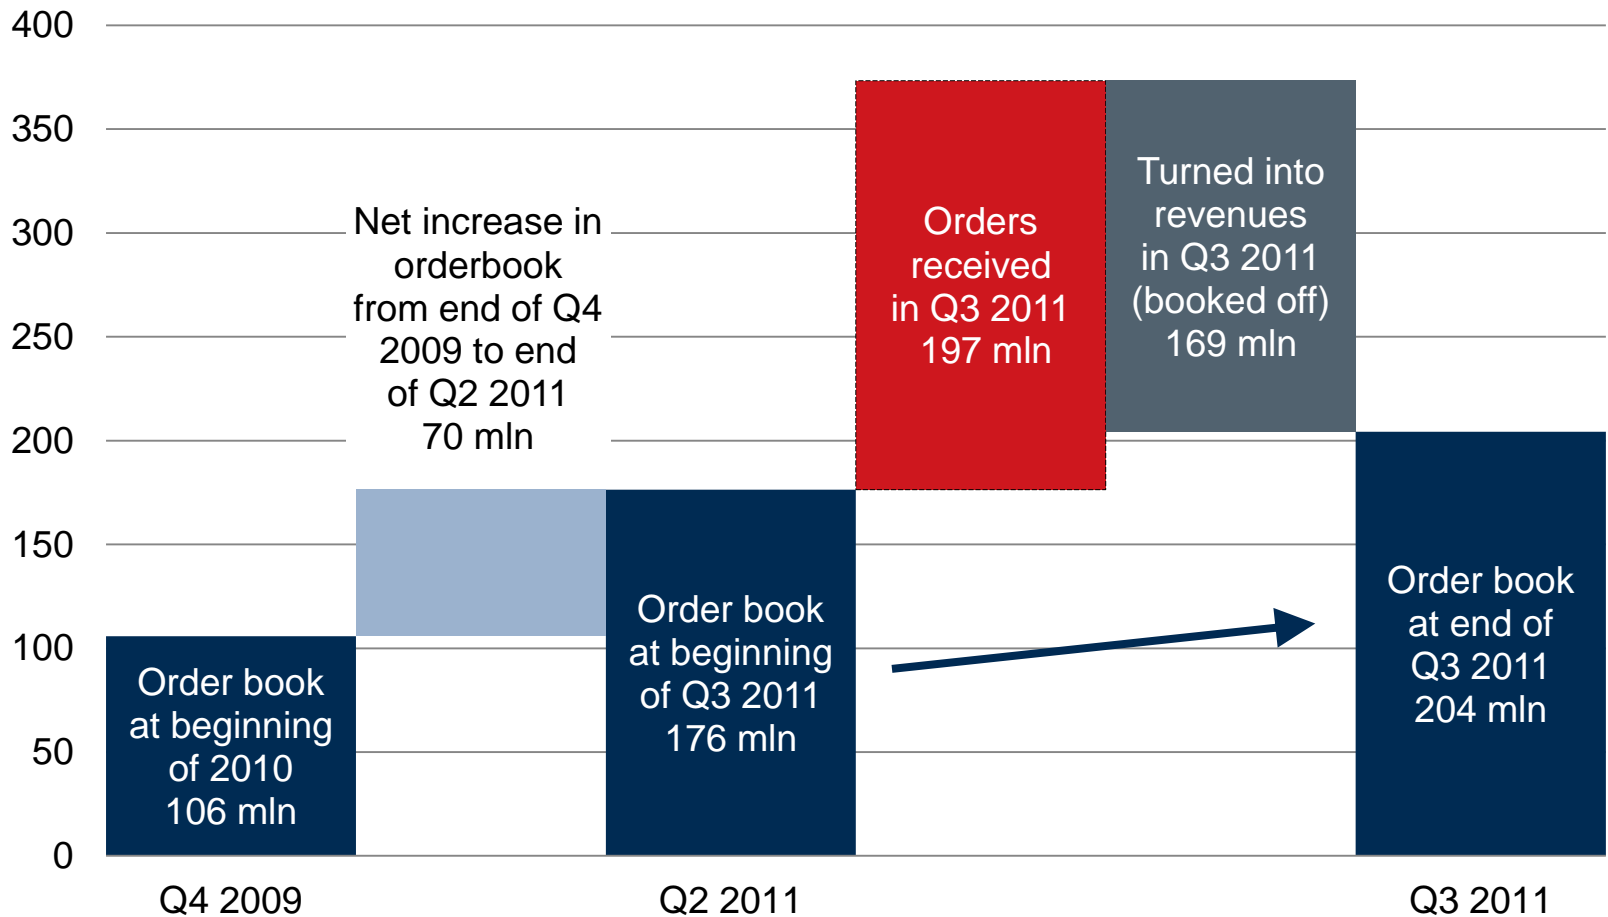 400
350
300
250
200
150
100
50
0
Order book
at beginning
of 2010
106 mln
Net increase in
orderbook
from end of Q4
2009 to end
of Q2 2011
70 mln
Order book
at beginning
of Q3 2011
176 mln
Orders
received
in Q3 2011
197 mln
Turned into
revenues
in Q3 2011
(booked off)
169 mln
Order book
at end of
Q3 2011
204 mln
Q4 2009
Q2 2011
Q3 2011